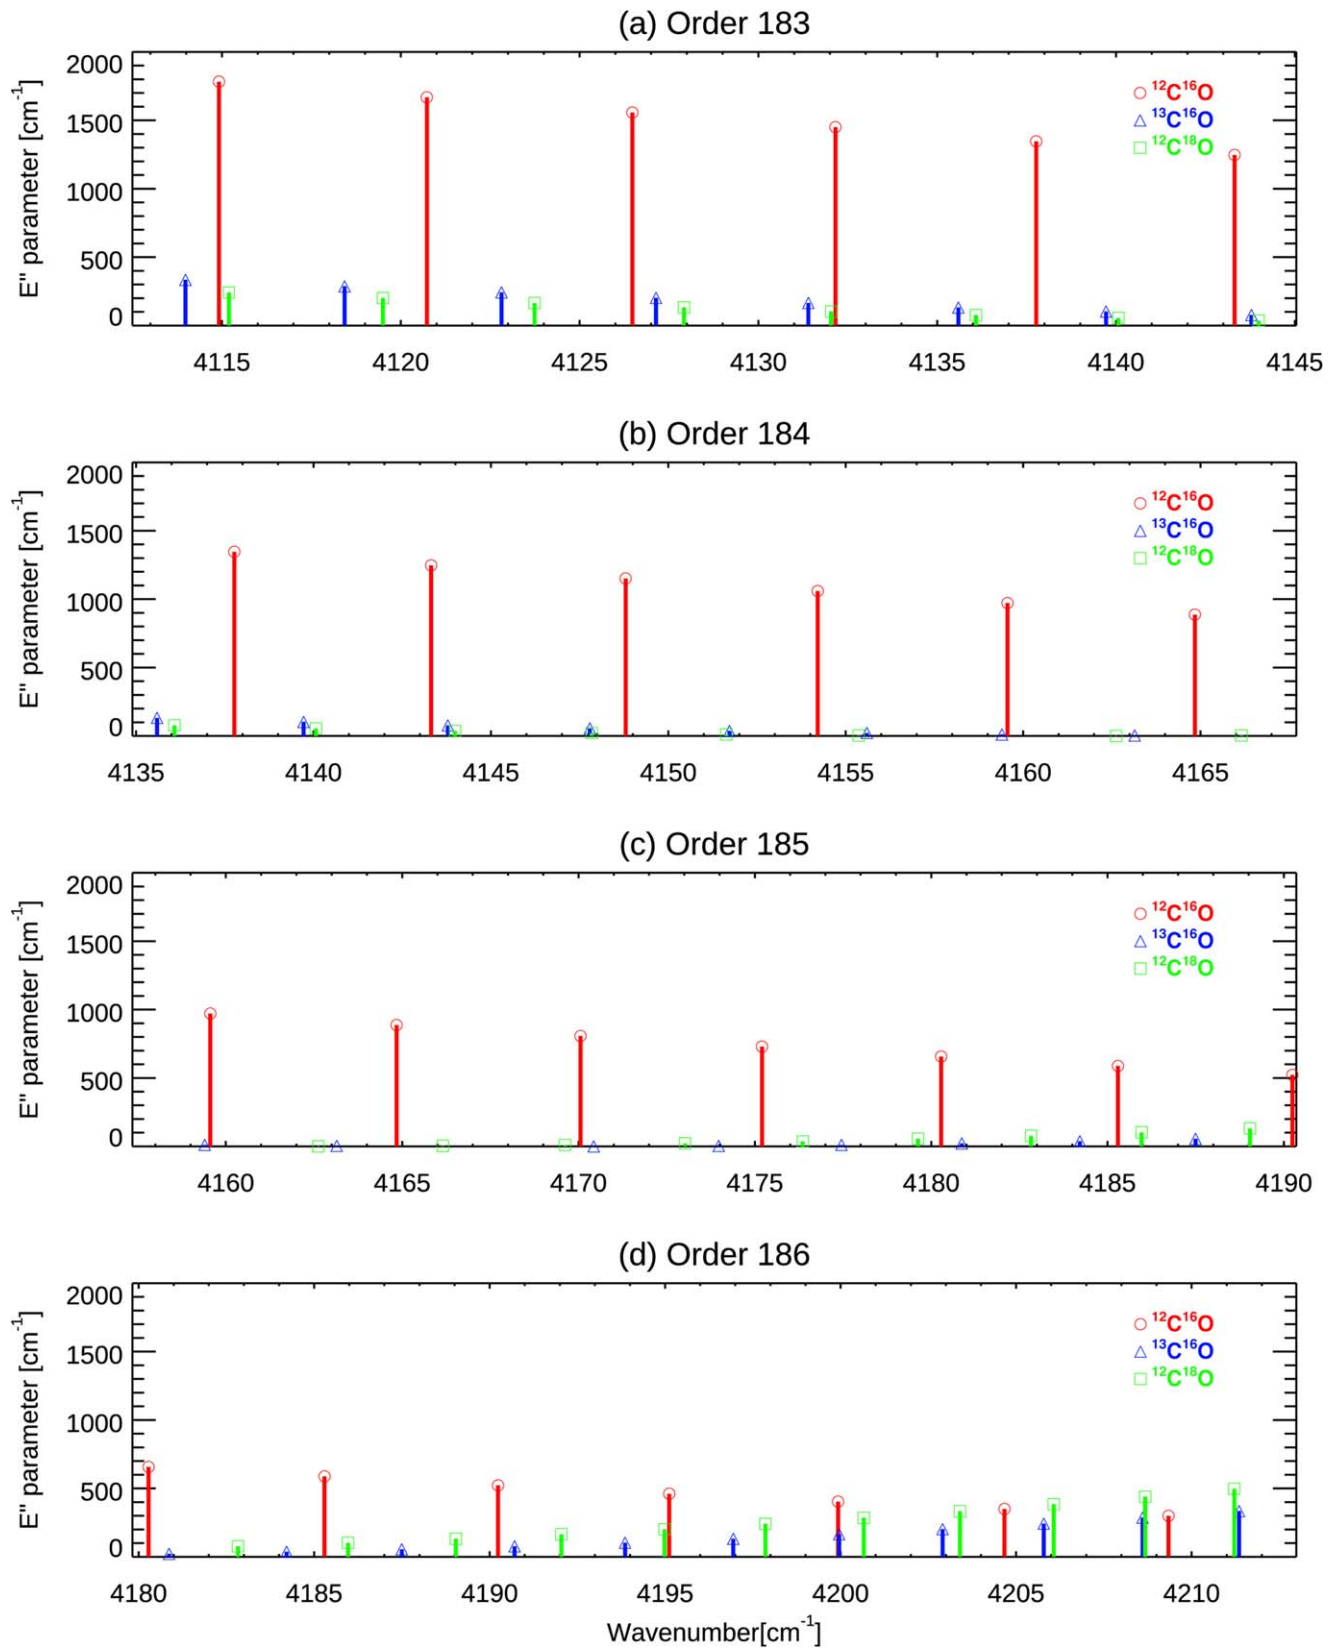 (a) Order 183
E" parameter [cm⁻¹]
2000
1500
1000
500
0
¹²C¹⁶O
¹³C¹⁶O
¹²C¹⁸O
4115 4120 4125 4130 4135 4140 4145
(b) Order 184
E" parameter [cm⁻¹]
2000
1500
1000
500
0
¹²C¹⁶O
¹³C¹⁶O
¹²C¹⁸O
4135 4140 4145 4150 4155 4160 4165
(c) Order 185
E" parameter [cm⁻¹]
2000
1500
1000
500
0
¹²C¹⁶O
¹³C¹⁶O
¹²C¹⁸O
4160 4165 4170 4175 4180 4185 4190
(d) Order 186
E" parameter [cm⁻¹]
2000
1500
1000
500
0
¹²C¹⁶O
¹³C¹⁶O
¹²C¹⁸O
4180 4185 4190 4195 4200 4205 4210
Wavenumber[cm⁻¹]